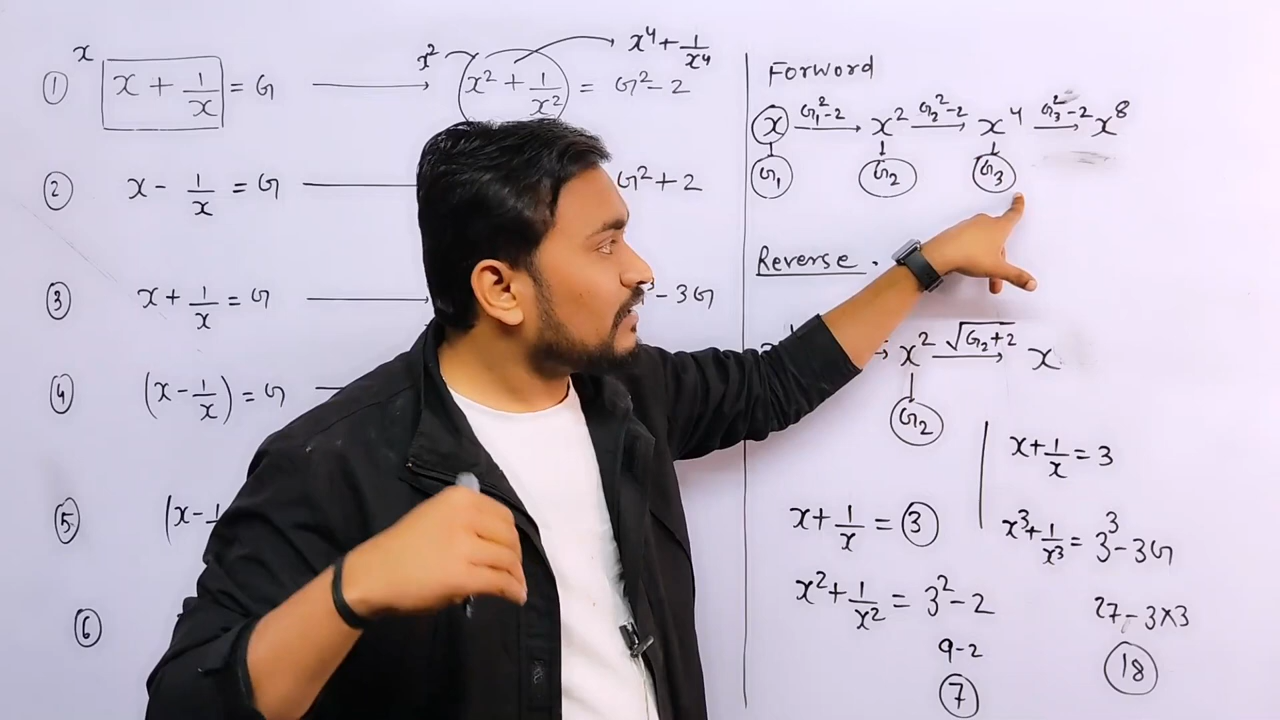 x
① x + 1/x = G ⟶ x² + 1/x² = G² - 2
x²
x⁴ + 1/x⁴
② x - 1/x = G ⟶ G² + 2
③ x + 1/x = G ⟶ - 3G
④ (x - 1/x) = G
⑤
⑥
Forword
x —G₁²-2→ x² —G₂²-2→ x⁴ —G₃²-2→ x⁸
G₁ G₂ G₃
Reverse.
→ x² —√G₂+2→ x
G₂
x + 1/x = 3
x³ + 1/x³ = 3³ - 3G
27 - 3×3
18
x + 1/x = 3
x² + 1/x² = 3² - 2
9 - 2
7